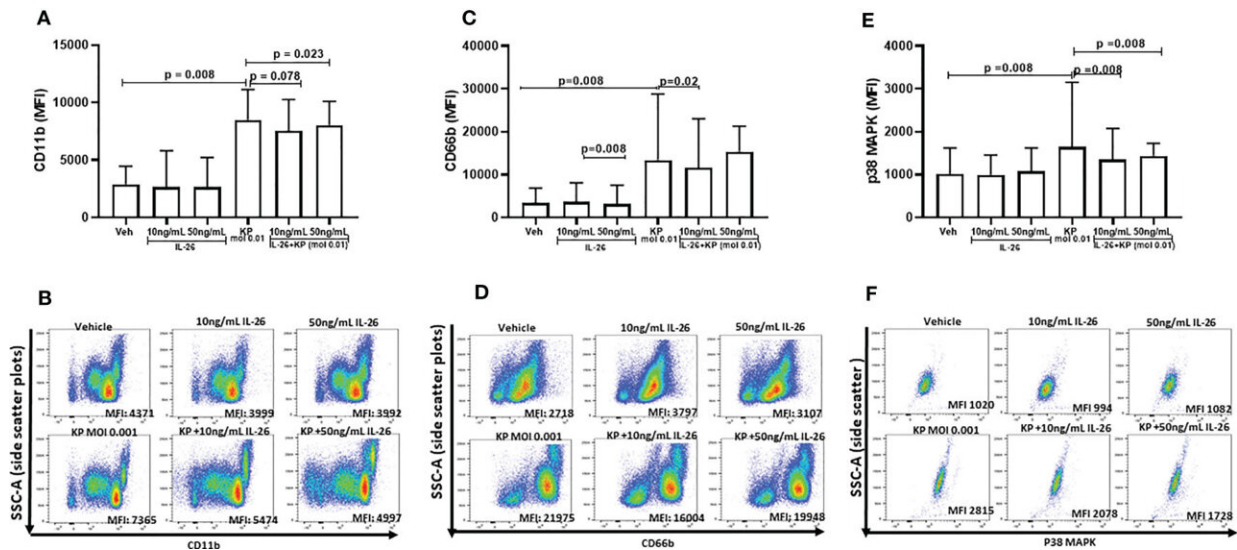 A
CD11b (MFI)
15000
10000
5000
0
p = 0.008
p = 0.023
p = 0.078
Veh
10ng/mL 50ng/mL
IL-26
KP
mol 0.01
10ng/mL 50ng/mL
IL-26+KP (mol 0.01)
C
CD66b (MFI)
40000
30000
20000
10000
0
p=0.008
p=0.02
p=0.008
Veh
10ng/mL 50ng/mL
IL-26
KP
mol 0.01
10ng/mL 50ng/mL
IL-26+KP (mol 0.01)
E
p38 MAPK (MFI)
4000
3000
2000
1000
0
p =0.008
p =0.008
p =0.008
Veh
10ng/mL 50ng/mL
IL-26
KP
mol 0.01
10ng/mL 50ng/mL
IL-26+KP (mol 0.01)
B
SSC-A (side scatter plots)
Vehicle
10ng/mL IL-26
50ng/mL IL-26
MFI: 4371
MFI: 3999
MFI: 3992
KP MOI 0.001
KP +10ng/mL IL-26
KP +50ng/mL IL-26
MFI: 7365
MFI: 5474
MFI: 4997
CD11b
D
SSC-A (side scatter plots)
Vehicle
10ng/mL IL-26
50ng/mL IL-26
MFI: 2718
MFI: 3797
MFI: 3107
KP MOI 0.001
KP +10ng/mL IL-26
KP +50ng/mL IL-26
MFI: 21975
MFI: 16004
MFI: 19948
CD66b
F
SSC-A (side scatter)
Vehicle
10ng/mL IL-26
50ng/mL IL-26
MFI 1020
MFI 994
MFI 1082
KP MOI 0.001
KP +10ng/mL IL-26
KP +50ng/mL IL-26
MFI 2815
MFI 2078
MFI 1728
P38 MAPK